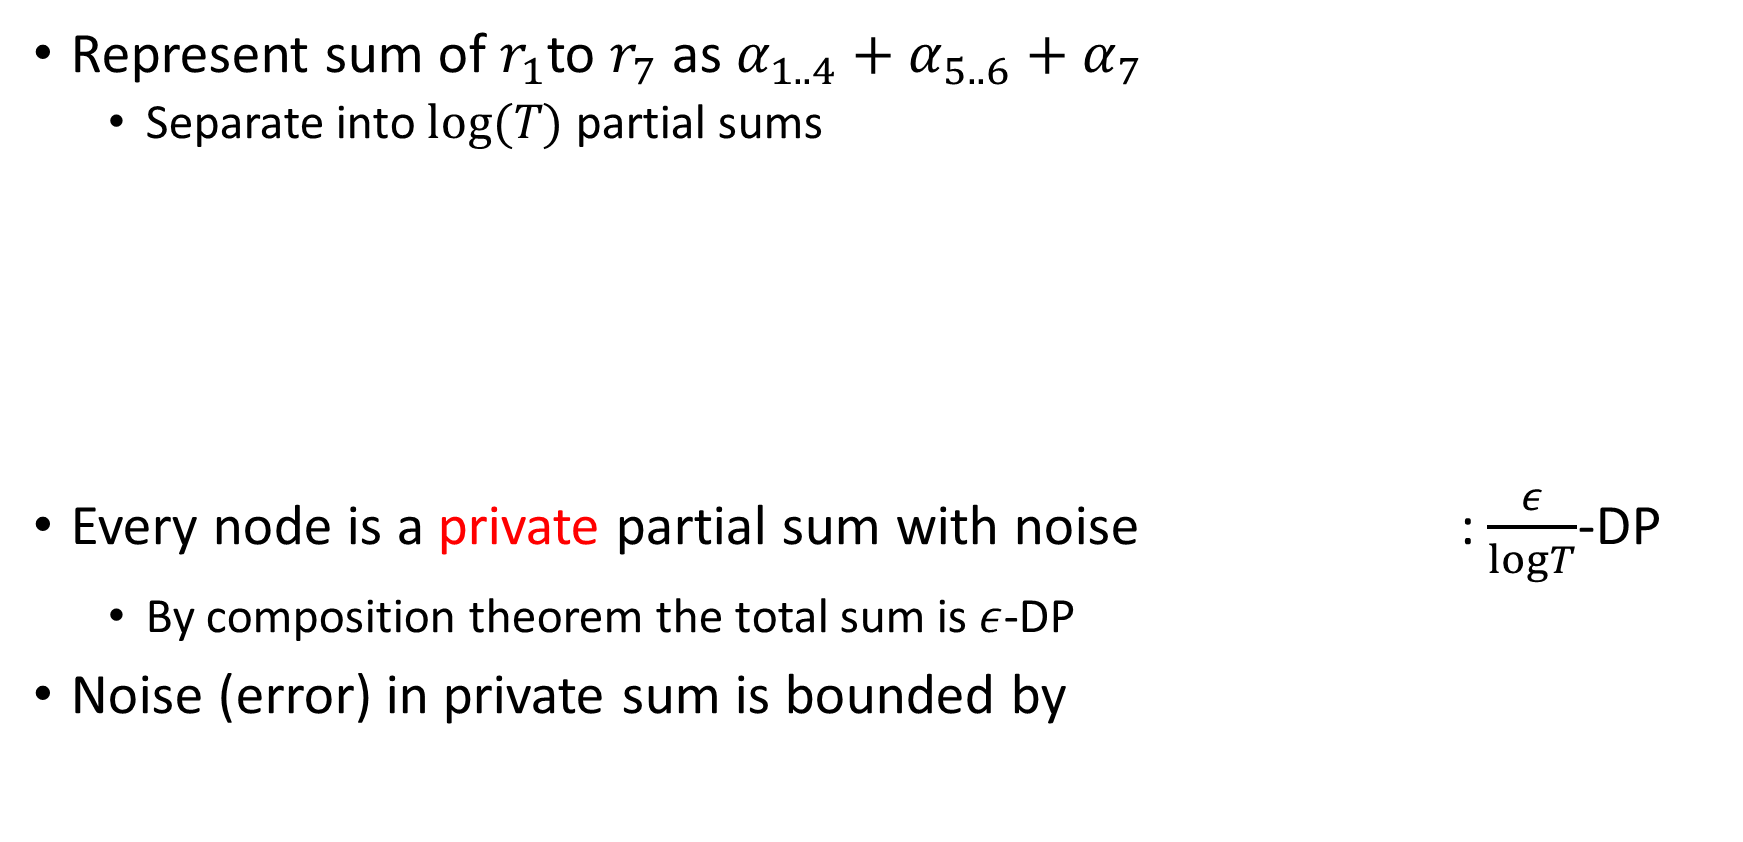 • Represent sum of 𝑟₁to 𝑟₇ as 𝛼₁..₄ + 𝛼₅..₆ + 𝛼₇
• Separate into log(𝑇) partial sums
• Every node is a private partial sum with noise : 𝜖/log𝑇-DP
• By composition theorem the total sum is 𝜖-DP
• Noise (error) in private sum is bounded by